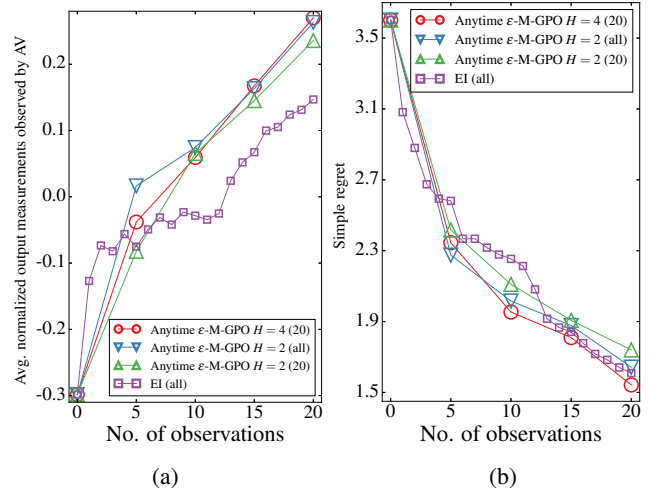 0.2
0.1
0.0
-0.1
-0.2
-0.3
Avg. normalized output measurements observed by AV
Anytime ε-M-GPO H = 4 (20)
Anytime ε-M-GPO H = 2 (all)
Anytime ε-M-GPO H = 2 (20)
EI (all)
0 5 10 15 20
No. of observations
(a)
3.5
3.1
2.7
2.3
1.9
1.5
Simple regret
Anytime ε-M-GPO H = 4 (20)
Anytime ε-M-GPO H = 2 (all)
Anytime ε-M-GPO H = 2 (20)
EI (all)
0 5 10 15 20
No. of observations
(b)